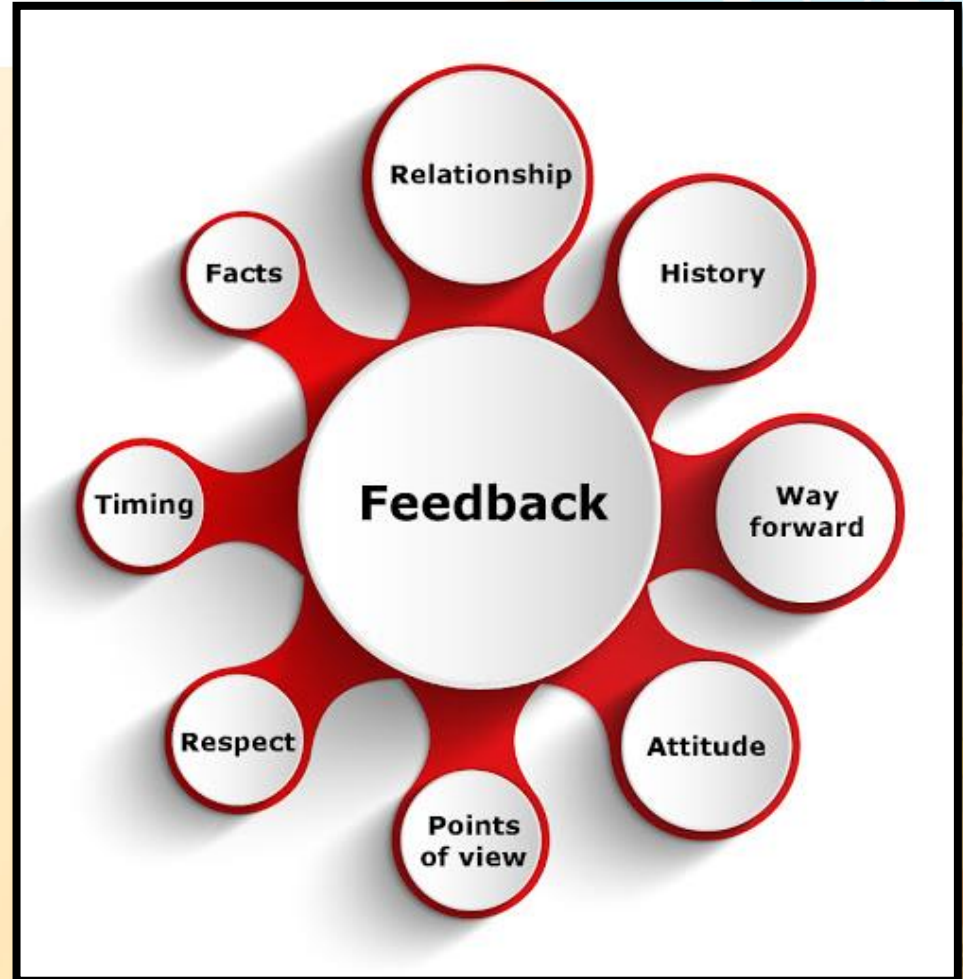 Relationship
History
Facts
Way
forward
Timing
Feedback
Attitude
Respect
Points
of view